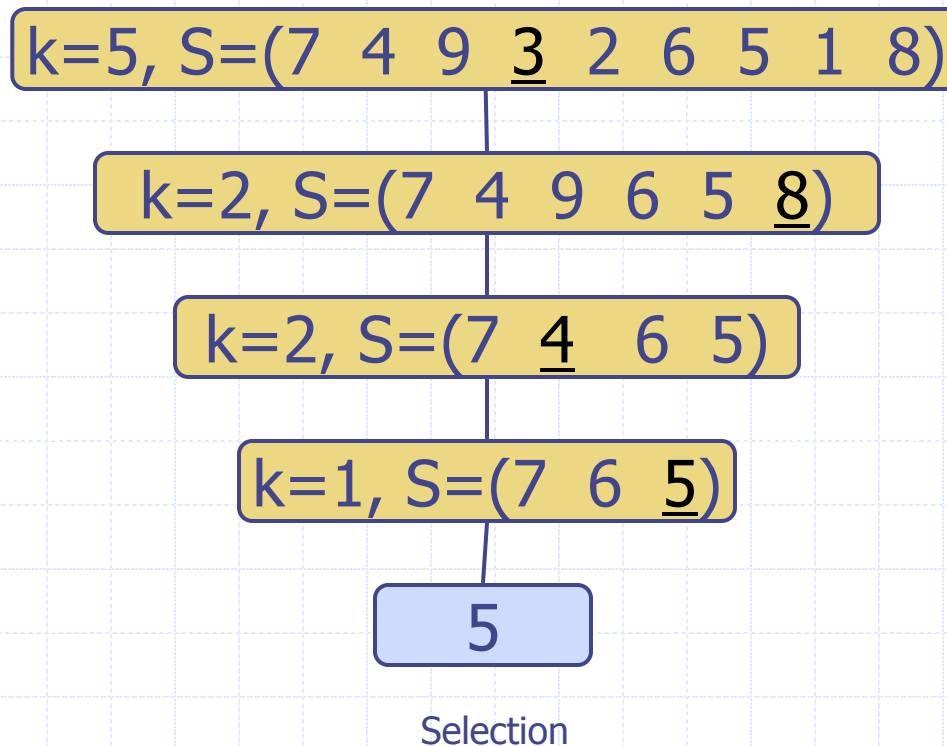 k=5, S=(7 4 9 3 2 6 5 1 8)
k=2, S=(7 4 9 6 5 8)
k=2, S=(7 4 6 5)
k=1, S=(7 6 5)
5
Selection